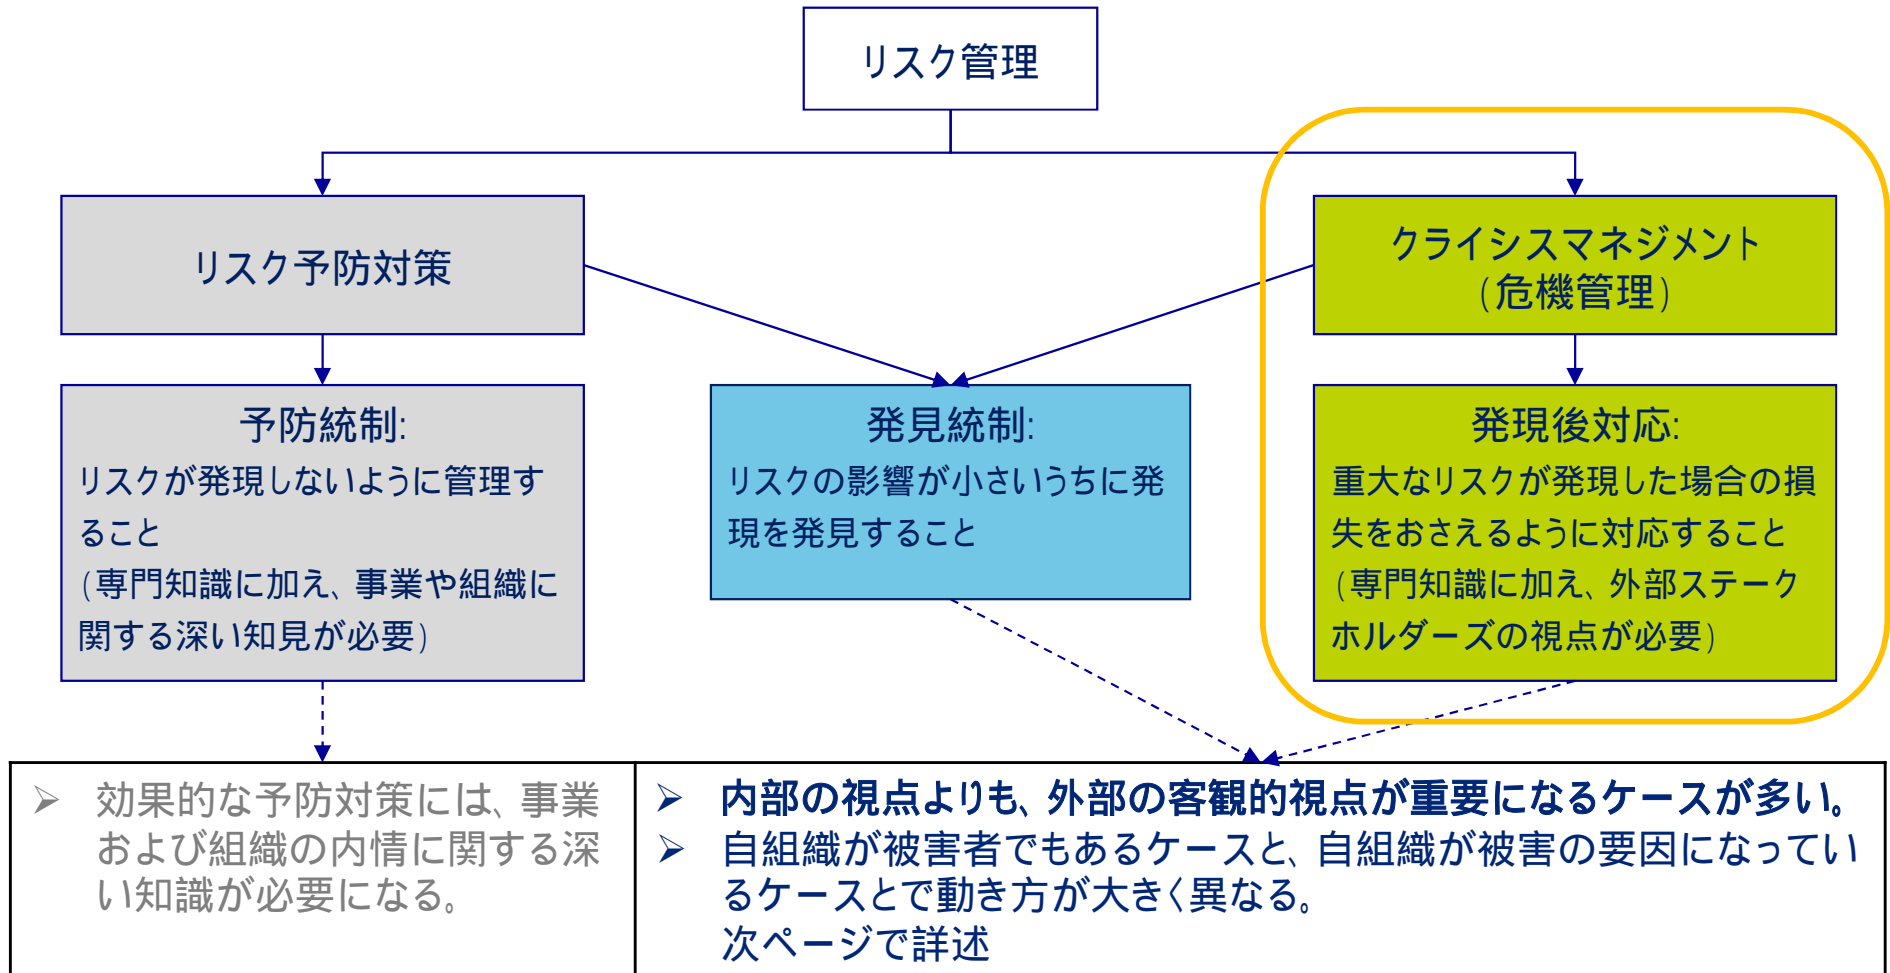 リスク管理
リスク予防対策
クライシスマネジメント
(危機管理)
予防統制:
リスクが発現しないように管理す
ること
(専門知識に加え、事業や組織に
関する深い知見が必要)
発見統制:
リスクの影響が小さいうちに発
現を発見すること
発現後対応:
重大なリスクが発現した場合の損
失をおさえるように対応すること
(専門知識に加え、外部ステーク
ホルダーズの視点が必要)
➢ 効果的な予防対策には、事業
および組織の内情に関する深
い知識が必要になる。
➢ 内部の視点よりも、外部の客観的視点が重要になるケースが多い。
➢ 自組織が被害者でもあるケースと、自組織が被害の要因になってい
るケースとで動き方が大きく異なる。
次ページで詳述